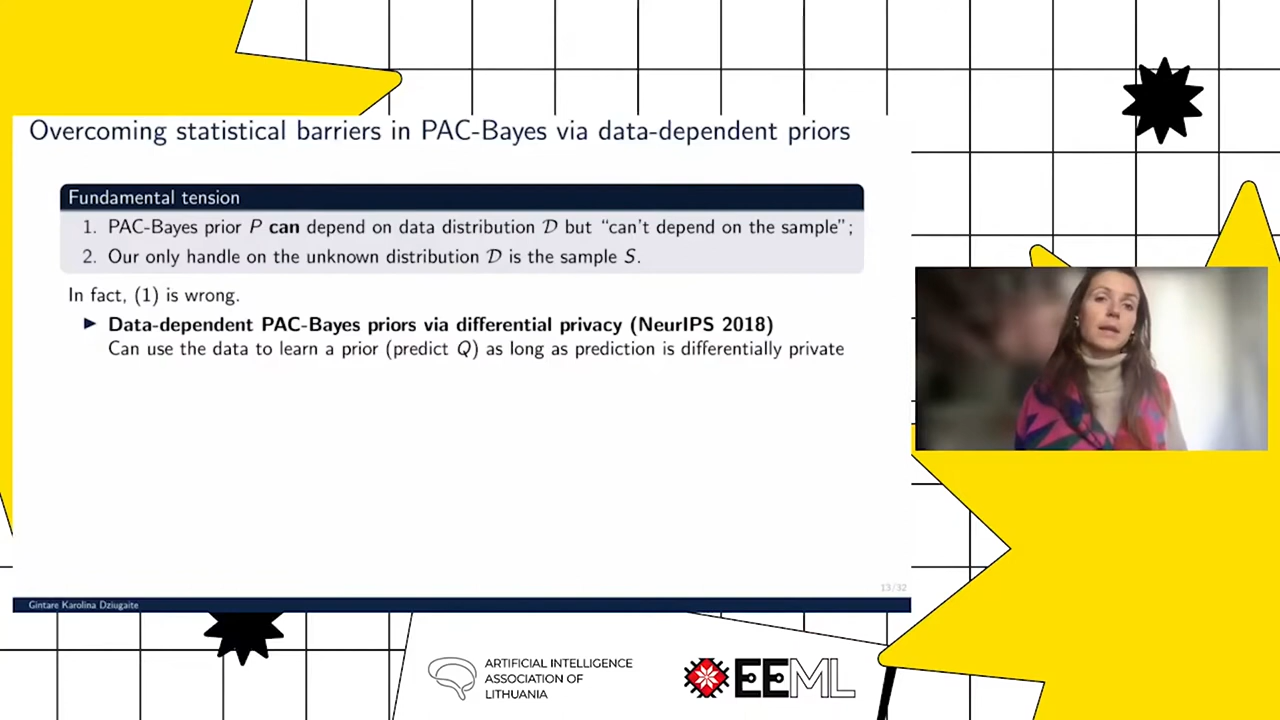 Overcoming statistical barriers in PAC-Bayes via data-dependent priors
Fundamental tension
1. PAC-Bayes prior P can depend on data distribution 𝒟 but “can’t depend on the sample”;
2. Our only handle on the unknown distribution 𝒟 is the sample S.
In fact, (1) is wrong.
▶ Data-dependent PAC-Bayes priors via differential privacy (NeurIPS 2018)
Can use the data to learn a prior (predict Q) as long as prediction is differentially private
13/32
Gintare Karolina Dziugaite
ARTIFICIAL INTELLIGENCE
ASSOCIATION OF
LITHUANIA
EEML